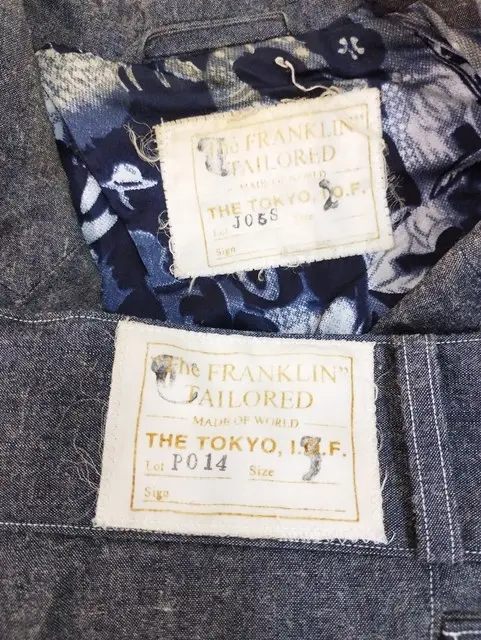 The FRANKLIN"
TAILORED
MADE OF WORLD
THE TOKYO, I.O.F.
Lot J05S Size 2
Sign
The FRANKLIN"
TAILORED
MADE OF WORLD
THE TOKYO, I.O.F.
Lot P014 Size 3
Sign